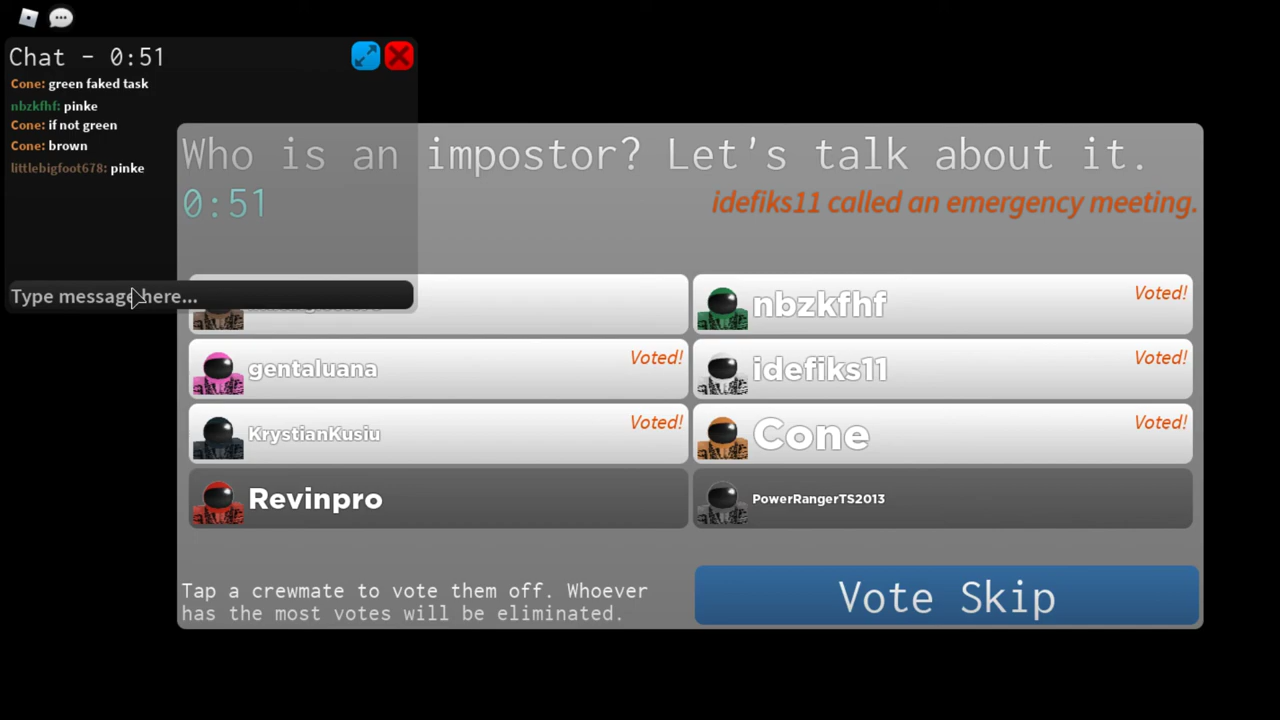 Chat - 0:51
Cone: green faked task
nbzkfhf: pinke
Cone: if not green
Cone: brown
littlebigfoot678: pinke
Type message here...
Who is an impostor? Let's talk about it.
0:51
idefiks11 called an emergency meeting.
nbzkfhf Voted!
gentaluana Voted!
idefiks11 Voted!
KrystianKusiu Voted!
Cone Voted!
Revinpro
PowerRangerTS2013
Tap a crewmate to vote them off. Whoever
has the most votes will be eliminated.
Vote Skip